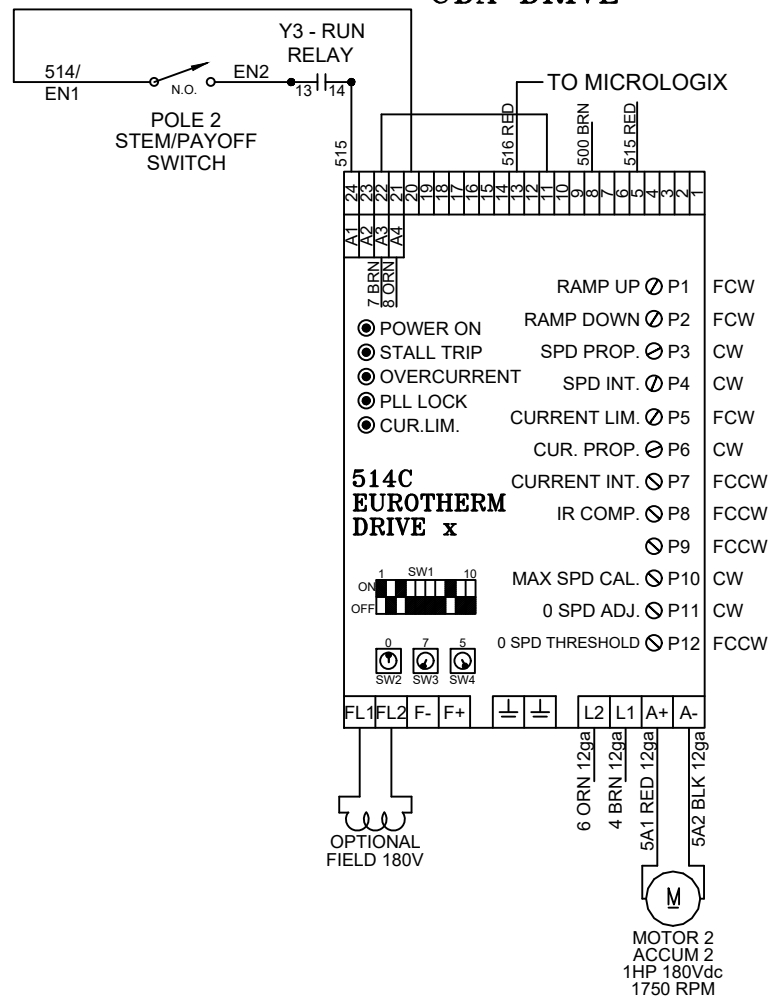 Y3 - RUN
RELAY
514/
EN1
N.O.
EN2
13 14
TO MICROLOGIX
POLE 2
STEM/PAYOFF
SWITCH
515
516 RED
500 BRN
515 RED
24 23 22 21 20 19 18 17 16 15 14 13 12 11 10 9 8 7 6 5 4 3 2 1
A1 A2 A3 A4
7 BRN
8 ORN
RAMP UP P1 FCW
POWER ON
RAMP DOWN P2 FCW
STALL TRIP
SPD PROP. P3 CW
OVERCURRENT
SPD INT. P4 CW
PLL LOCK
CURRENT LIM. P5 FCW
CUR.LIM.
CUR. PROP. P6 CW
514C
EUROTHERM
DRIVE x
CURRENT INT. P7 FCCW
IR COMP. P8 FCCW
P9 FCCW
1 SW1 10
ON
OFF
MAX SPD CAL. P10 CW
0 SPD ADJ. P11 CW
0 SPD THRESHOLD P12 FCCW
0 7 5
SW2 SW3 SW4
FL1 FL2 F- F+ L2 L1 A+ A-
6 ORN 12ga
4 BRN 12ga
5A1 RED 12ga
5A2 BLK 12ga
OPTIONAL
FIELD 180V
M
MOTOR 2
ACCUM 2
1HP 180Vdc
1750 RPM